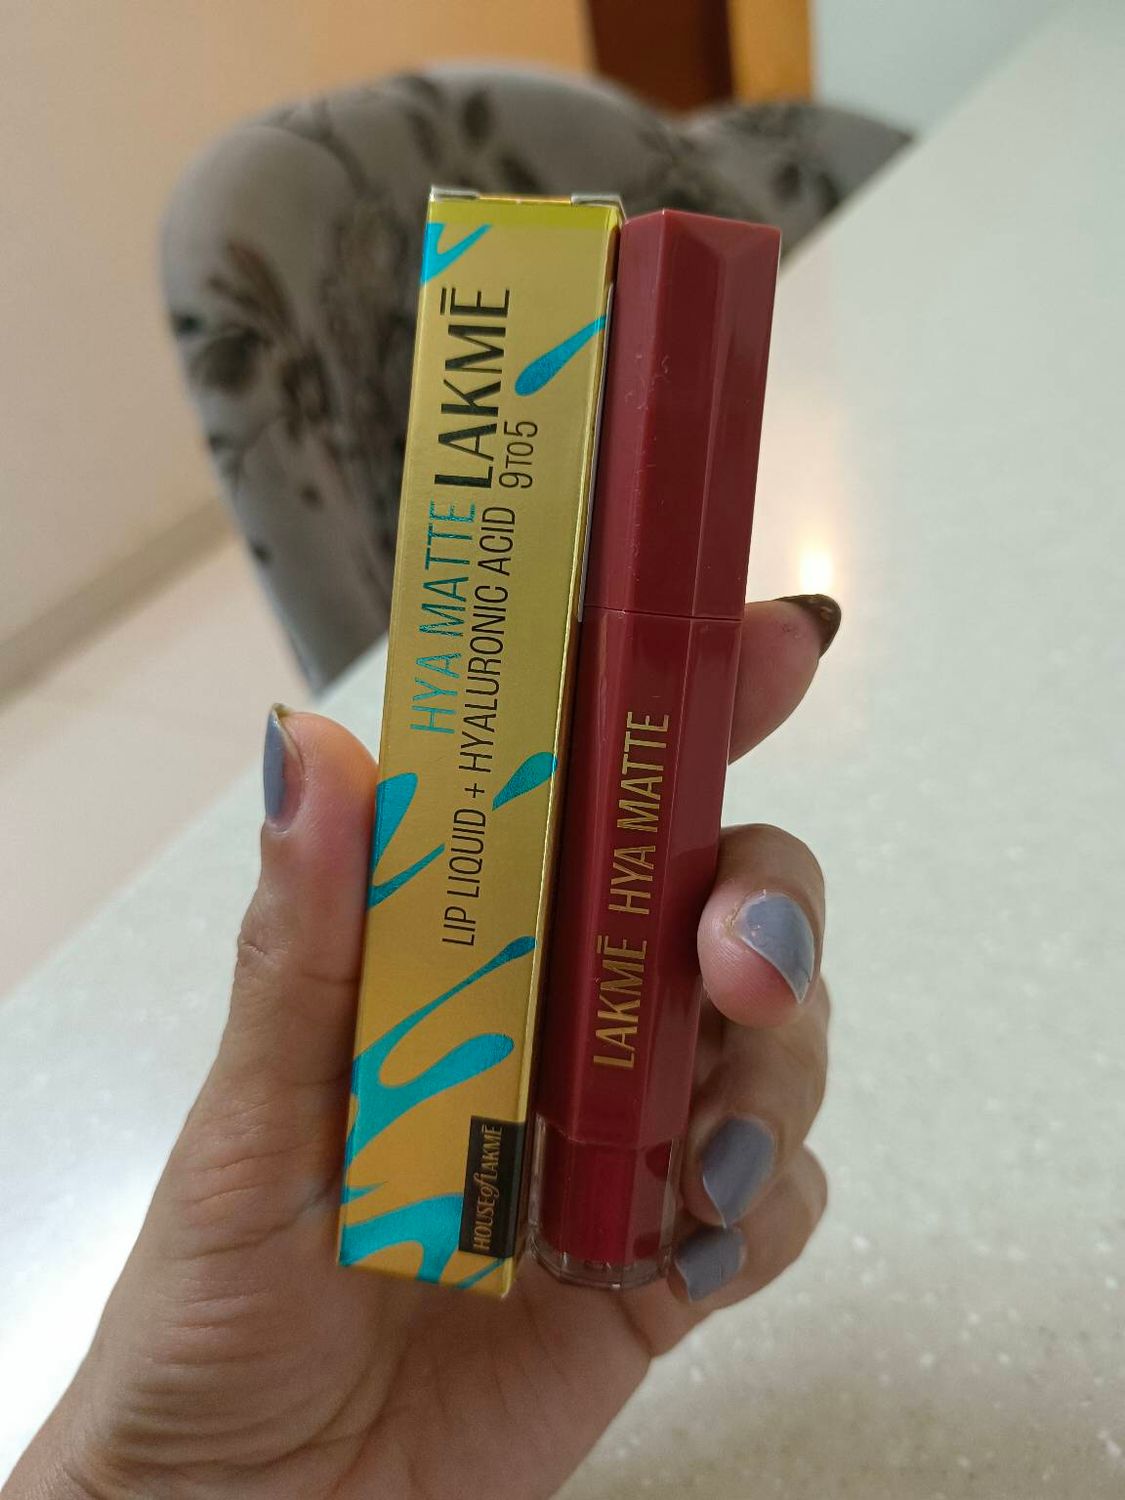 LAKMĒ
9TO5
HYA MATTE
LIP LIQUID + HYALURONIC ACID
HOUSE of LAKMĒ
LAKMĒ HYA MATTE